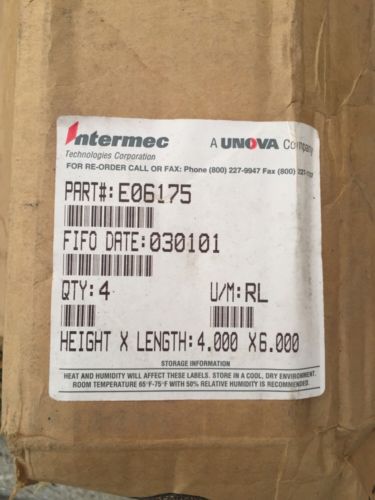 Intermec
A UNOVA Company
Technologies Corporation
FOR RE-ORDER CALL OR FAX: Phone (800) 227-9947 Fax (800)
PART#:E06175
FIFO DATE:030101
QTY:4 U/M:RL
HEIGHT X LENGTH:4.000 X6.000
STORAGE INFORMATION
HEAT AND HUMIDITY WILL AFFECT THESE LABELS. STORE IN A COOL, DRY ENVIRONMENT.
ROOM TEMPERATURE 65°F-75°F WITH 50% RELATIVE HUMIDITY IS RECOMMENDED.